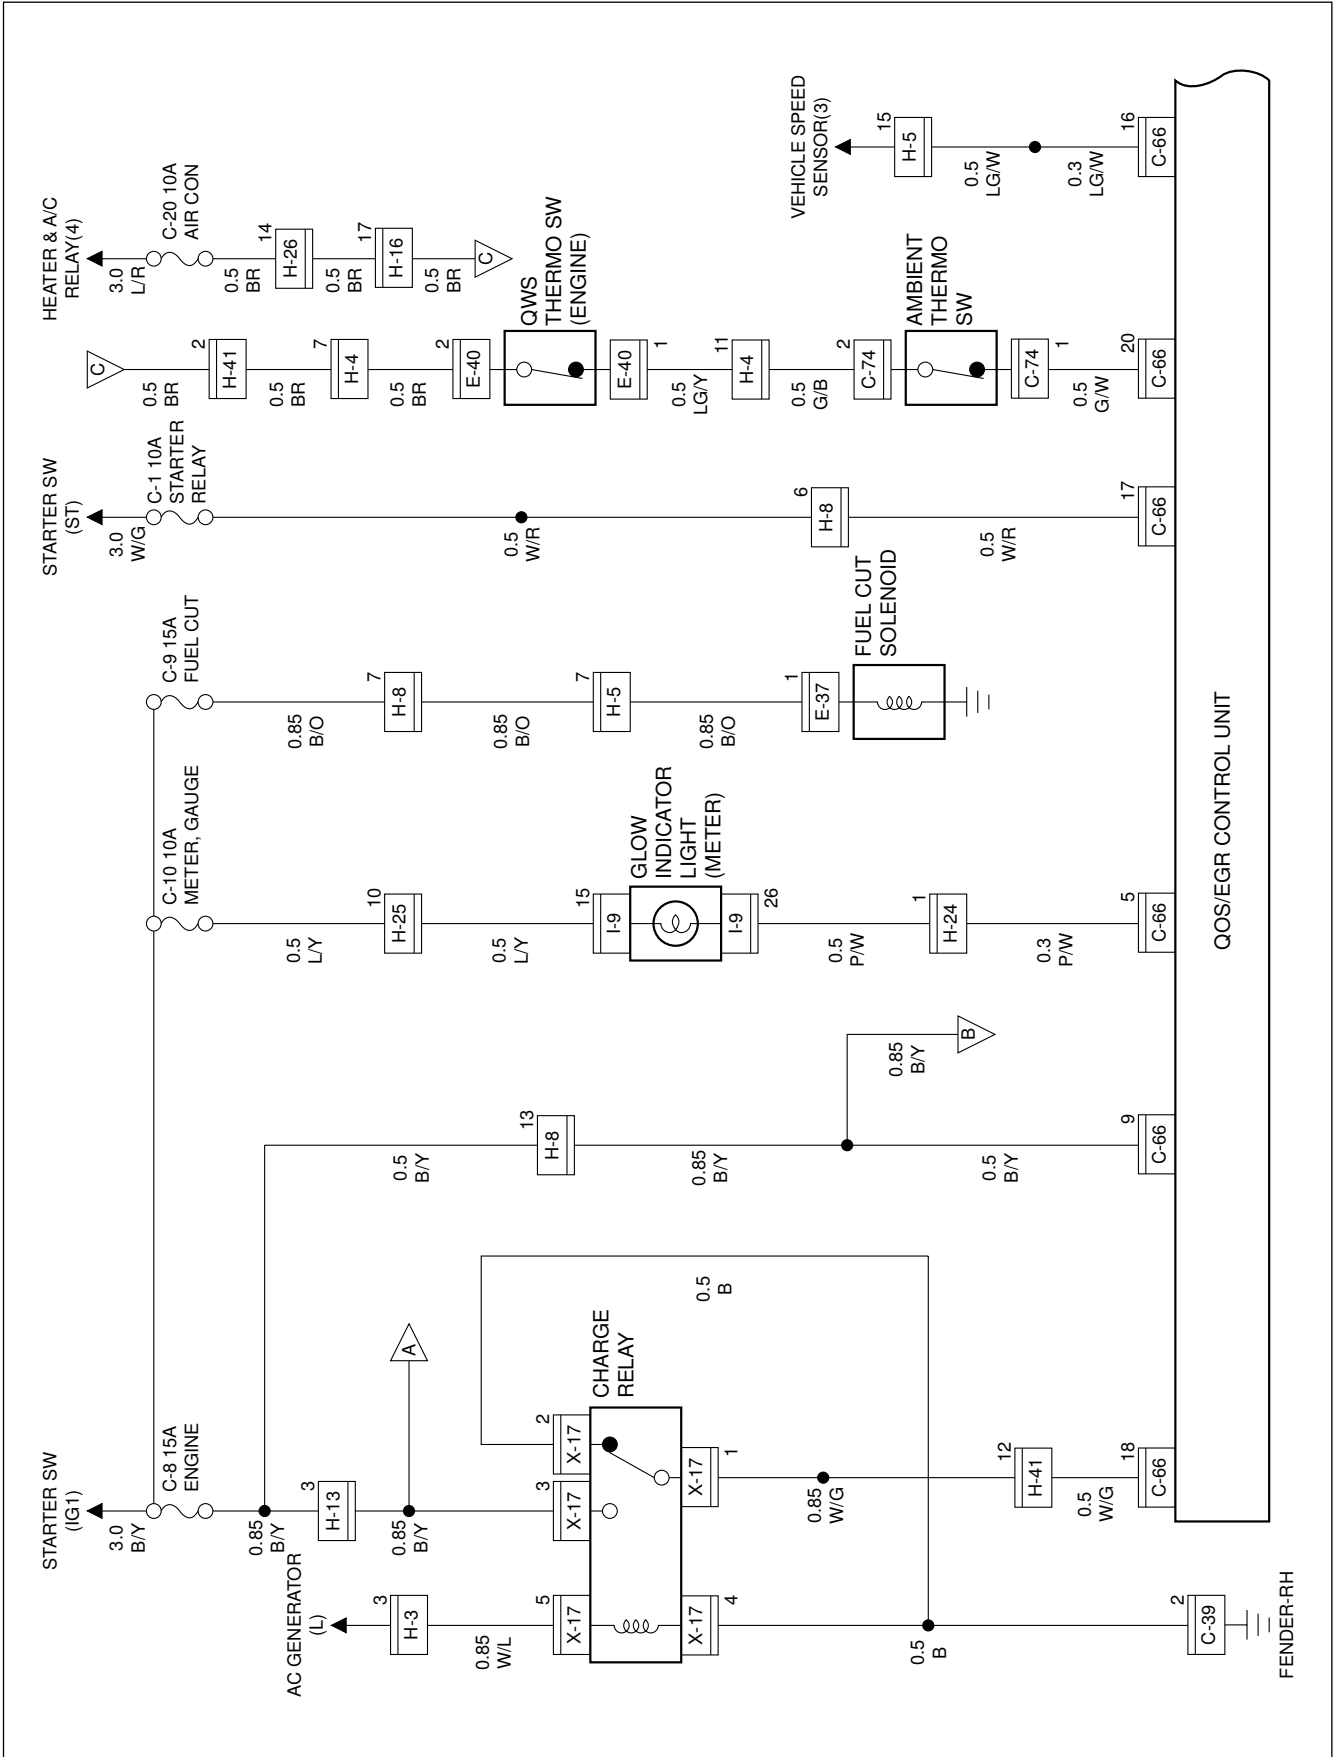 STARTER SW
(IG1)
3.0
B/Y
C-8 15A
ENGINE
0.85
B/Y
3
H-13
0.85
B/Y
A
AC GENERATOR
(L)
3
H-3
0.85
W/L
5
X-17
3
X-17
2
X-17
CHARGE
RELAY
X-17
4
X-17
1
0.5
B
0.85
W/G
12
H-41
0.5
W/G
18
C-66
0.5
B
2
C-39
FENDER-RH
0.5
B/Y
13
H-8
0.85
B/Y
0.85
B/Y
B
0.5
B/Y
9
C-66
C-10 10A
METER, GAUGE
0.5
L/Y
10
H-25
0.5
L/Y
15
I-9
GLOW
INDICATOR
LIGHT
(METER)
I-9
26
0.5
P/W
1
H-24
0.3
P/W
5
C-66
C-9 15A
FUEL CUT
0.85
B/O
7
H-8
0.85
B/O
7
H-5
0.85
B/O
1
E-37
FUEL CUT
SOLENOID
STARTER SW
(ST)
3.0
W/G
C-1 10A
STARTER
RELAY
0.5
W/R
6
H-8
0.5
W/R
17
C-66
C
0.5
BR
2
H-41
0.5
BR
7
H-4
0.5
BR
2
E-40
QWS
THERMO SW
(ENGINE)
E-40
1
0.5
LG/Y
11
H-4
0.5
G/B
2
C-74
AMBIENT
THERMO
SW
C-74
1
0.5
G/W
20
C-66
HEATER & A/C
RELAY(4)
3.0
L/R
C-20 10A
AIR CON
0.5
BR
14
H-26
0.5
BR
17
H-16
0.5
BR
C
VEHICLE SPEED
SENSOR(3)
15
H-5
0.5
LG/W
0.3
LG/W
16
C-66
QOS/EGR CONTROL UNIT